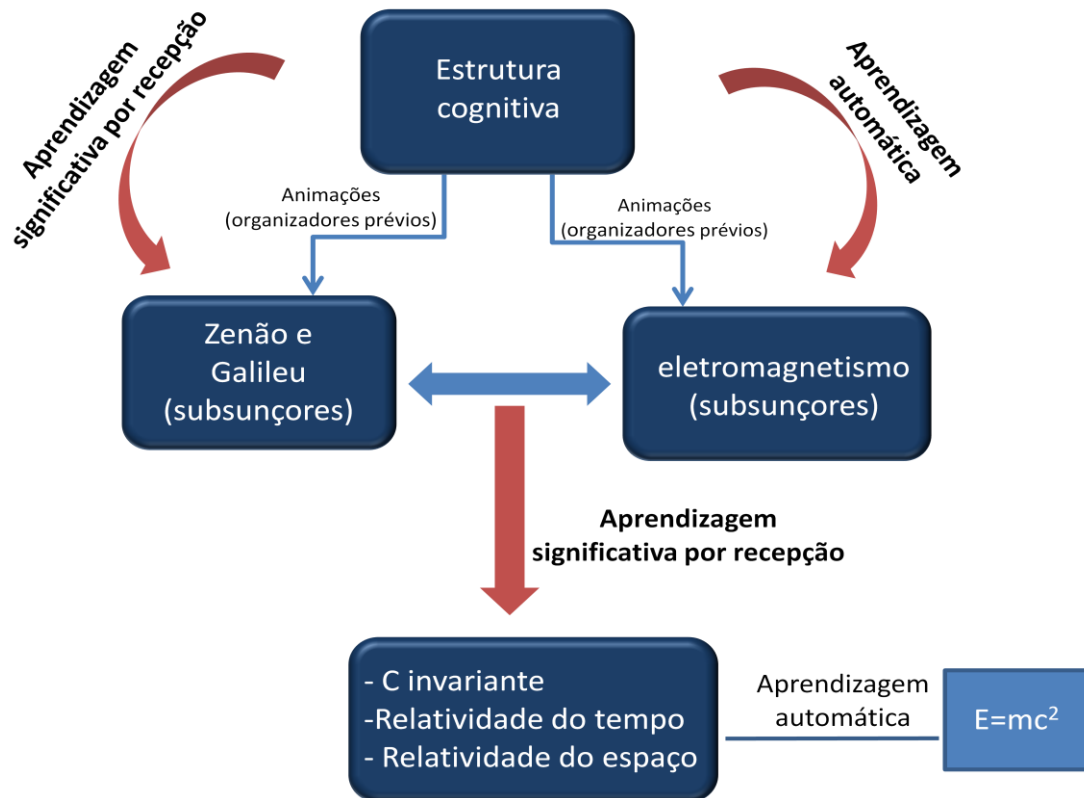 Estrutura
cognitiva
Aprendizagem
significativa por recepção
Aprendizagem
automática
Animações
(organizadores prévios)
Animações
(organizadores prévios)
Zenão e
Galileu
(subsunçores)
eletromagnetismo
(subsunçores)
Aprendizagem
significativa por recepção
- C invariante
-Relatividade do tempo
- Relatividade do espaço
Aprendizagem
automática
E=mc²